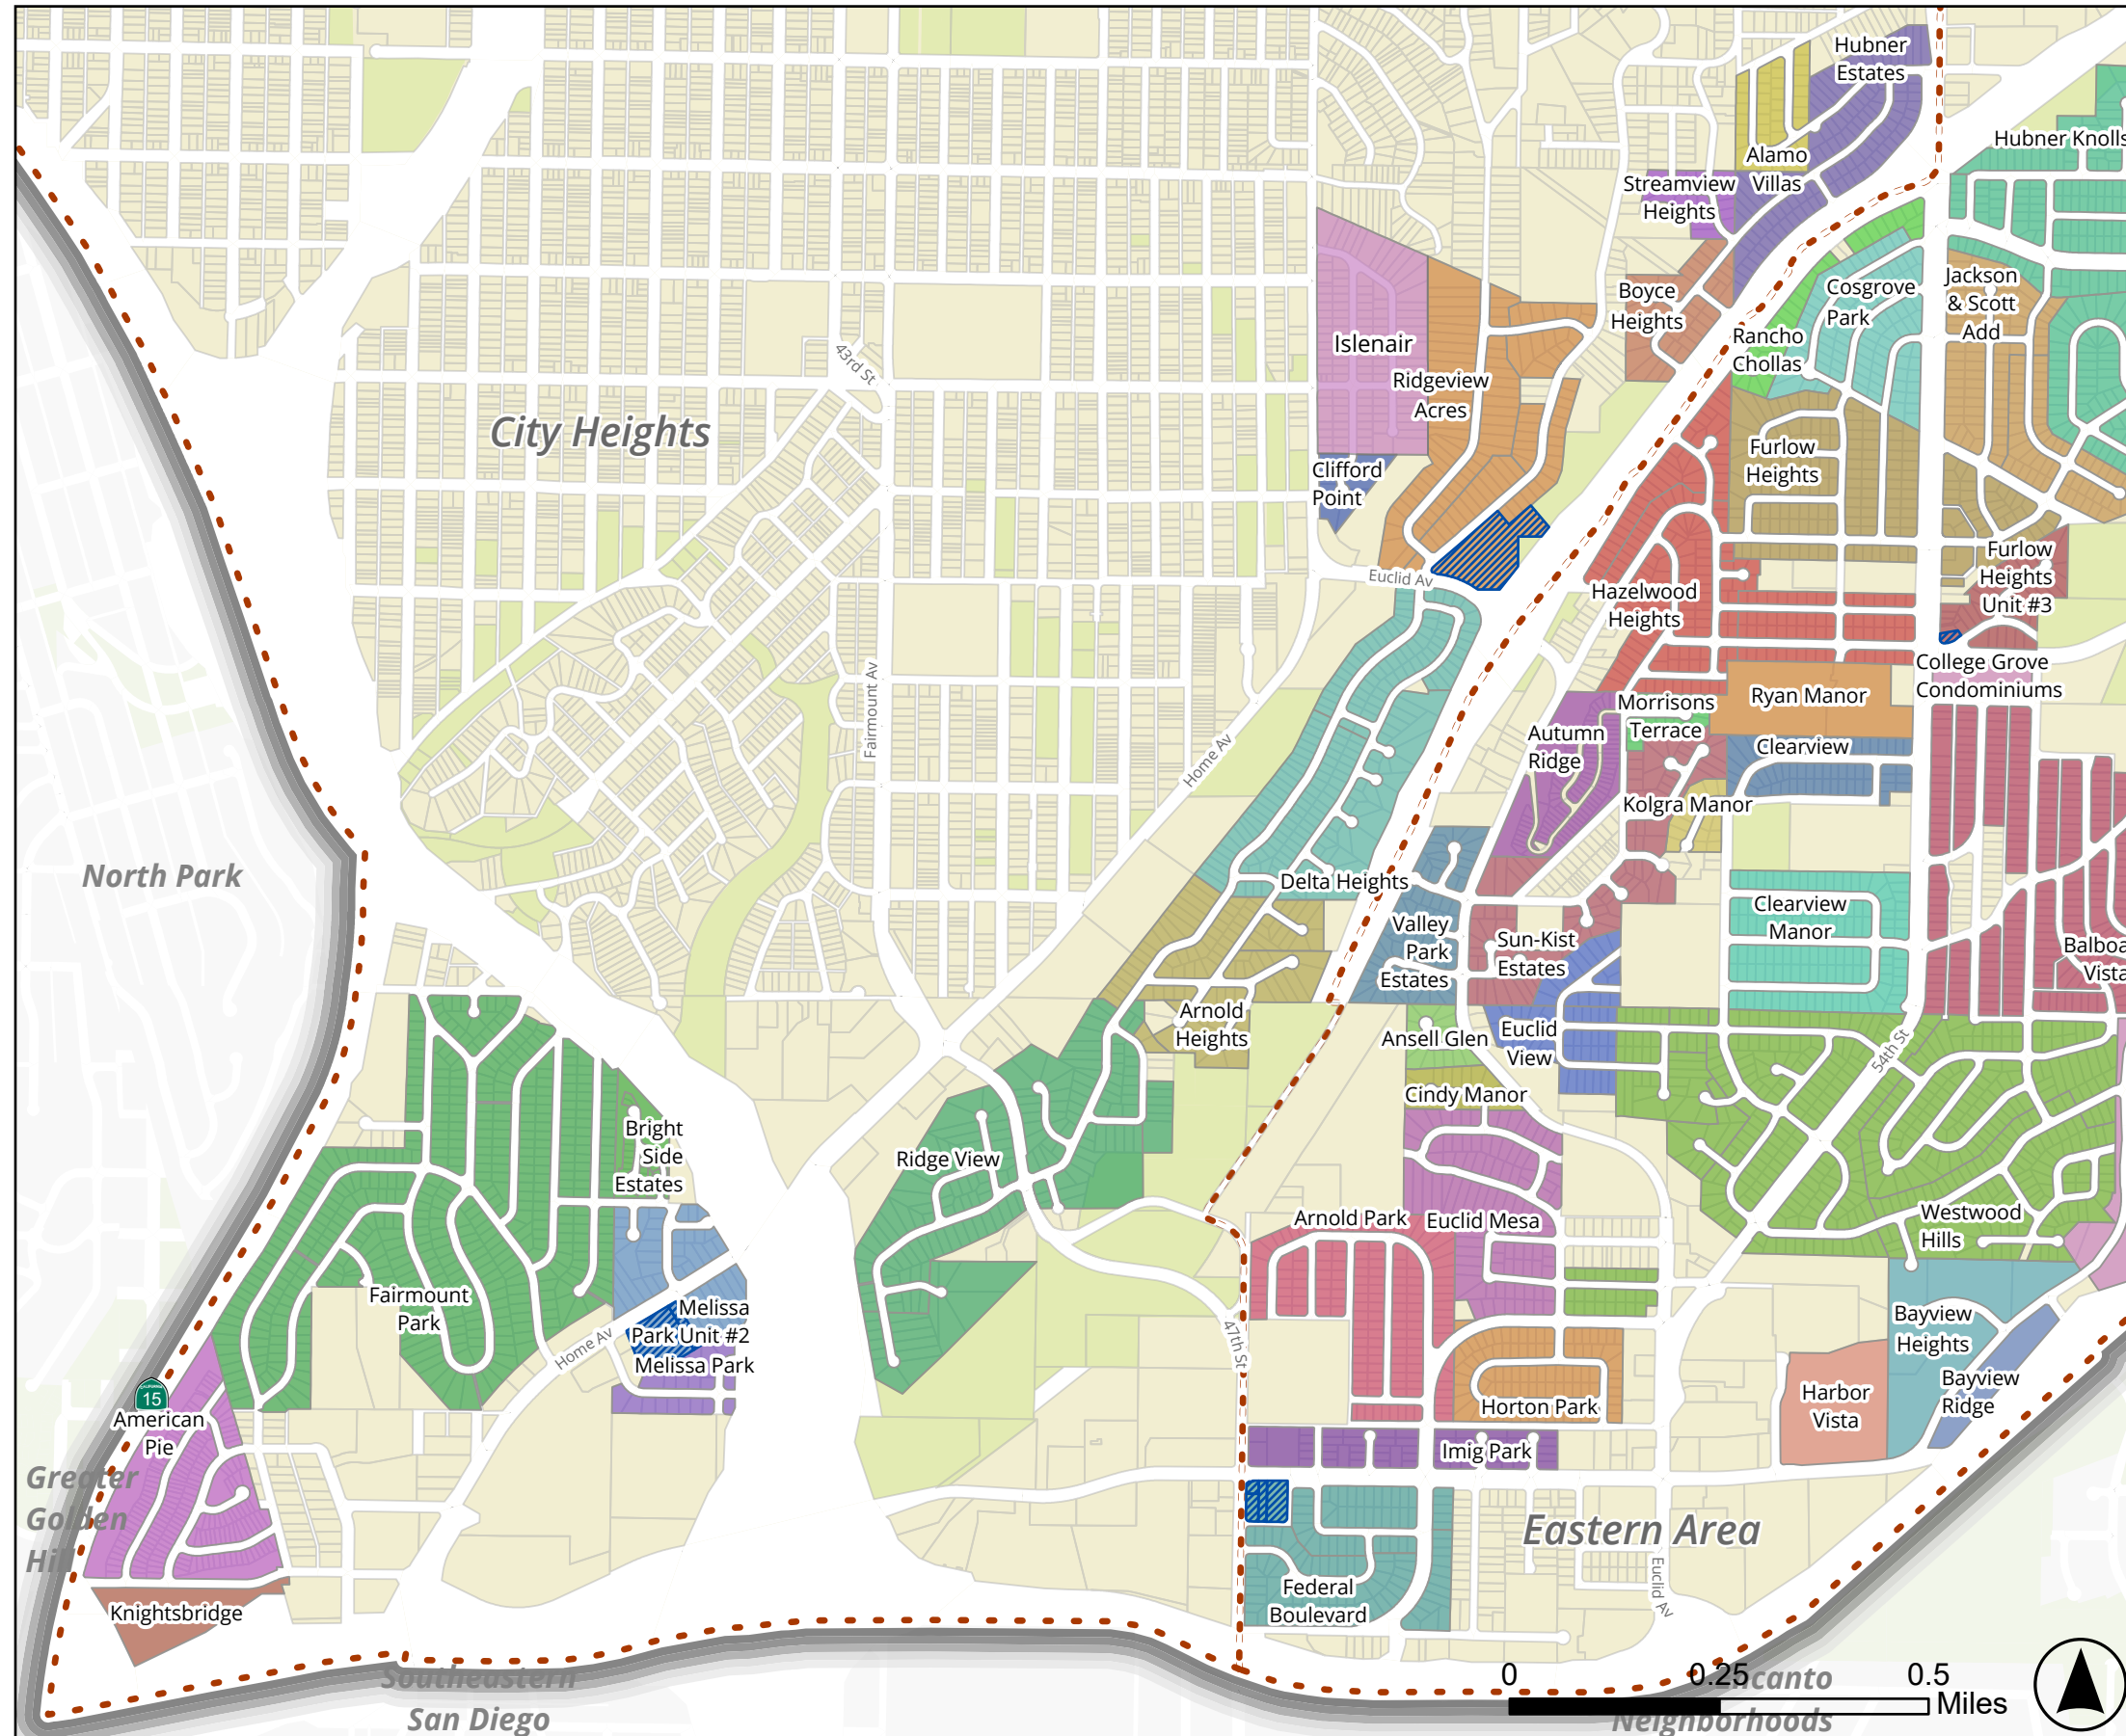 Hubner
Estates
Hubner Knolls
Alamo
Villas
Streamview
Heights
Boyce
Heights
Cosgrove
Park
Jackson
& Scott
Add
Rancho
Chollas
Islenair
Ridgeview
Acres
43rd St
City Heights
Clifford
Point
Furlow
Heights
Euclid Av
Hazelwood
Heights
Furlow
Heights
Unit #3
College Grove
Condominiums
Ryan Manor
Morrisons
Terrace
Autumn
Ridge
Clearview
Kolgra Manor
Fairmount Av
Home Av
North Park
Delta Heights
Valley
Park
Estates
Sun-Kist
Estates
Clearview
Manor
Balboa
Vista
Arnold
Heights
Ansell Glen
Euclid
View
54th St
Cindy Manor
Bright
Side
Estates
Ridge View
Arnold Park
Euclid Mesa
Westwood
Hills
Fairmount
Park
Melissa
Park Unit #2
Melissa Park
Home Av
47th St
Bayview
Heights
Bayview
Ridge
Harbor
Vista
Horton Park
Imig Park
CALIFORNIA
15
American
Pie
Greater
Golden
Hill
Knightsbridge
Eastern Area
Federal
Boulevard
Euclid Av
Southeastern
San Diego
0 0.25 0.5
Miles
Neighborhoods